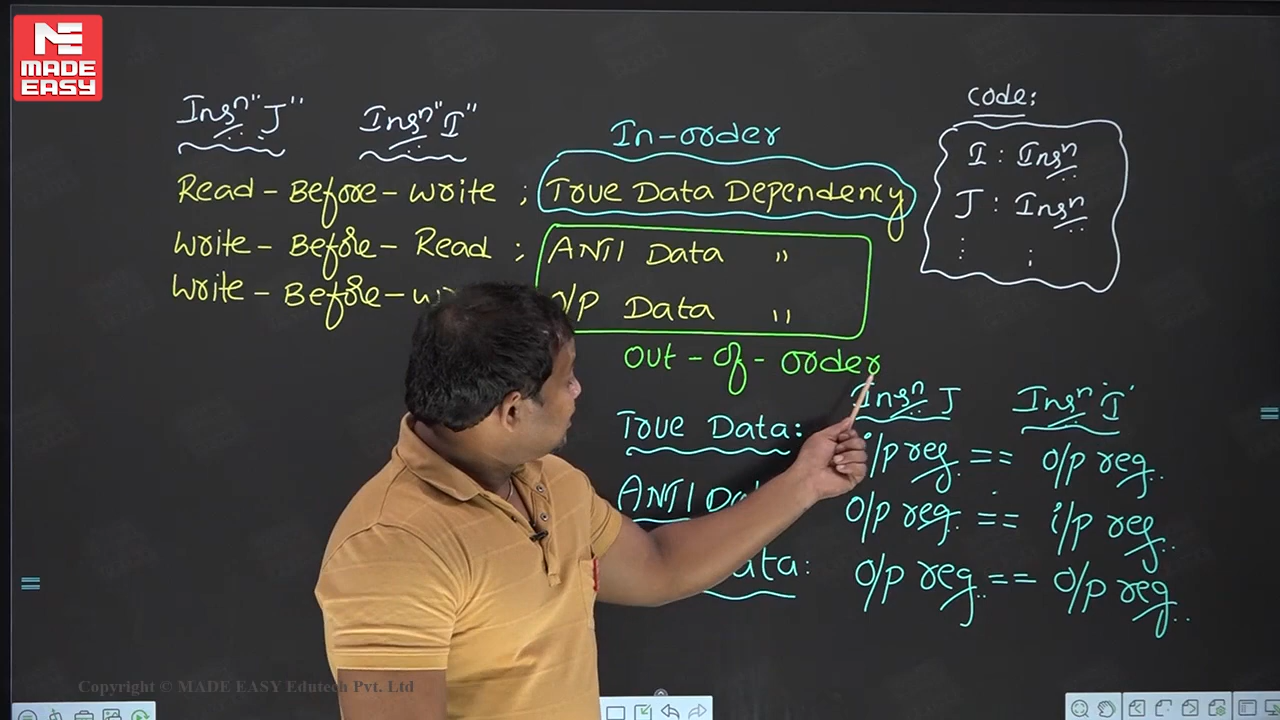 MADE
EASY
Insⁿ "J" Insⁿ "I"
Read - Before - Write ;
Write - Before - Read ;
Write - Before -
In-order
True Data Dependency
ANTI Data "
O/P Data "
Out - of - order
Code:
I : Insⁿ
J : Insⁿ
: :
Insⁿ J Insⁿ 'I'
True Data: i/p reg == o/p reg.
ANTI O/p reg. == i/p reg.
Data: O/p reg. == O/p reg.
Copyright © MADE EASY Edutech Pvt. Ltd